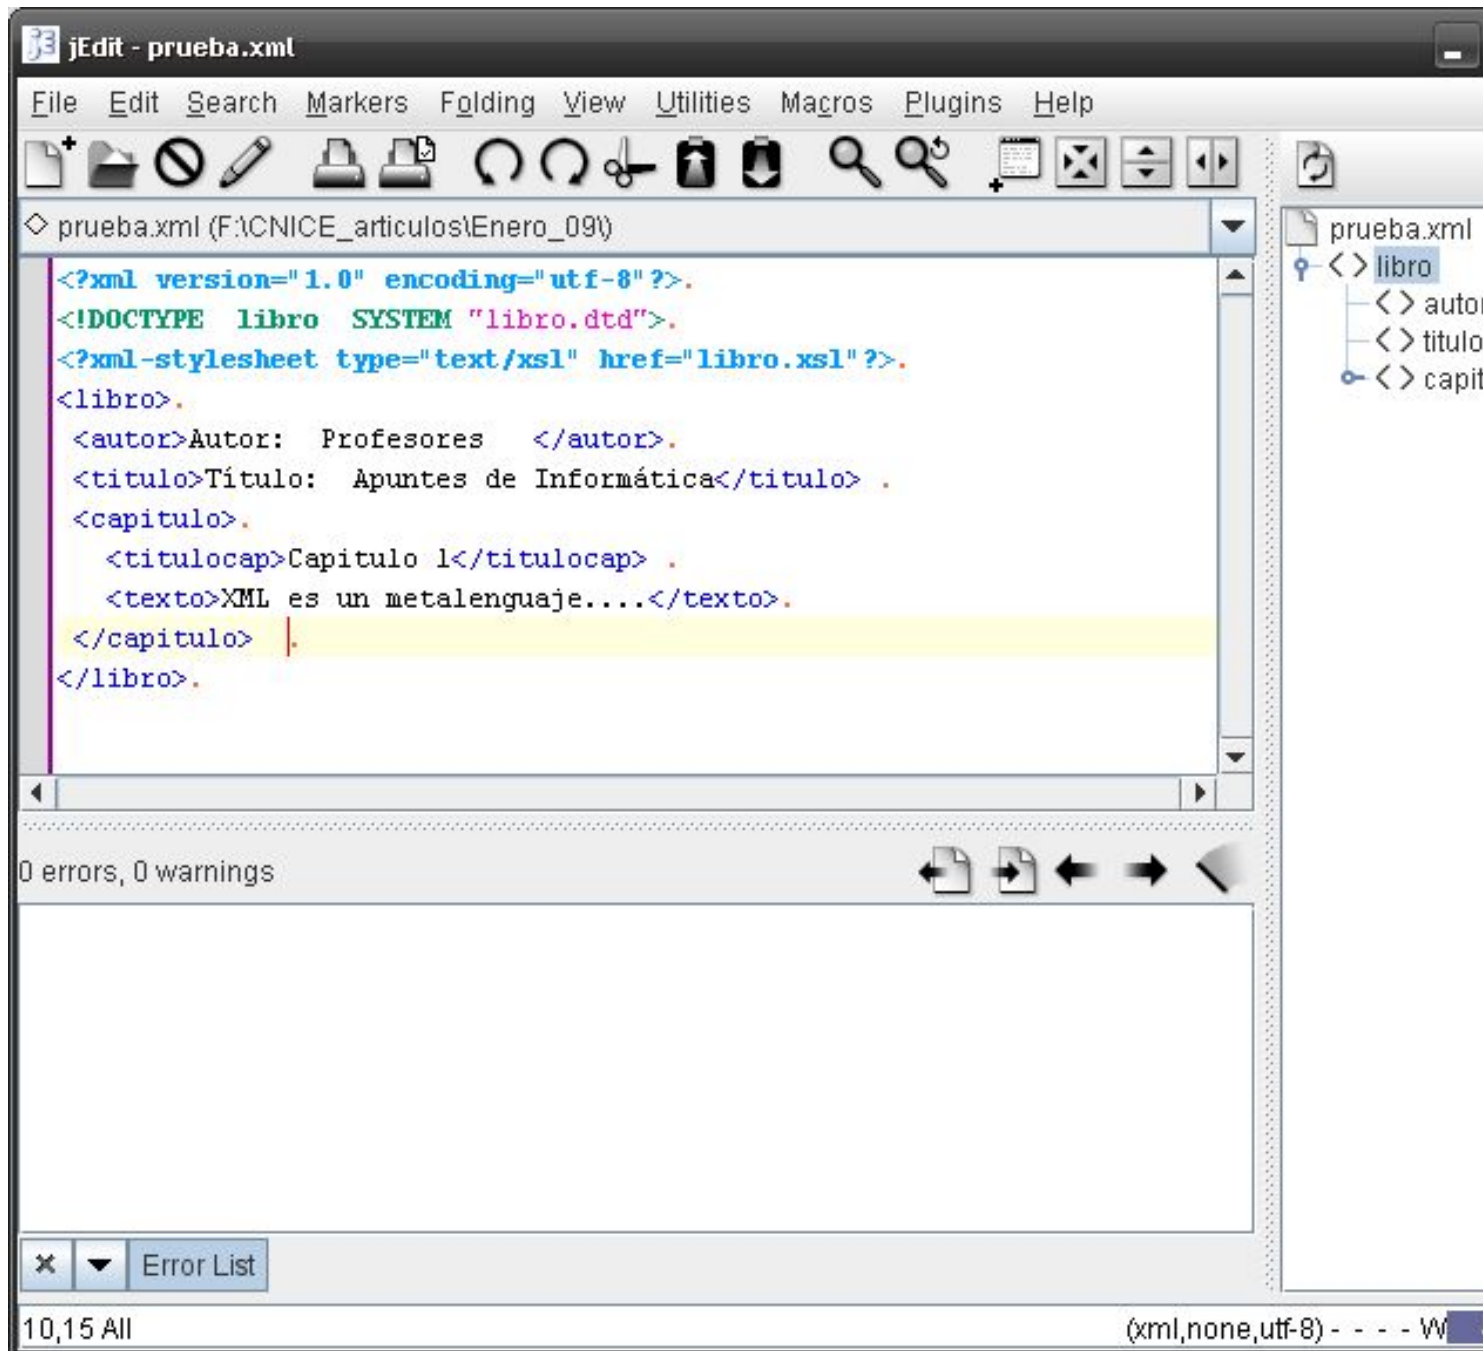 jEdit - prueba.xml
File Edit Search Markers Folding View Utilities Macros Plugins Help
prueba.xml (F:\CNICE_articulos\Enero_09\)
<?xml version="1.0" encoding="utf-8"?>.
<!DOCTYPE libro SYSTEM "libro.dtd">.
<?xml-stylesheet type="text/xsl" href="libro.xsl"?>.
<libro>.
<autor>Autor: Profesores </autor>.
<titulo>Título: Apuntes de Informática</titulo> .
<capitulo>.
<titulocap>Capitulo 1</titulocap> .
<texto>XML es un metalenguaje....</texto>.
</capitulo> .
</libro>.
0 errors, 0 warnings
Error List
10,15 All
(xml,none,utf-8) - - - - W
prueba.xml
<> libro
<> autor
<> titulo
<> capit